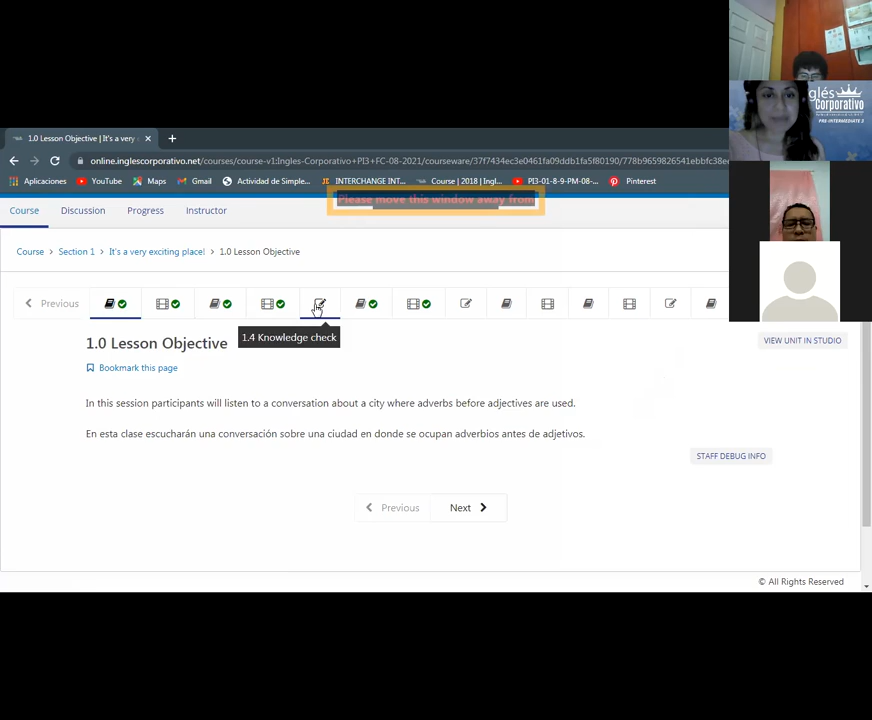 1.0 Lesson Objective | It's a very
online.inglescorporativo.net/courses/course-v1:Ingles-Corporativo+PI3+FC-08-2021/courseware/37f7434ec3e0461fa09ddb1fa5f80190/778b9659826541ebbfc38ee
Aplicaciones YouTube Maps Gmail Actividad de Simple... INTERCHANGE INT... Course | 2018 | Ingl... PI3-01-8-9-PM-08-... Pinterest
Please move this window away from
Course Discussion Progress Instructor
Course > Section 1 > It's a very exciting place! > 1.0 Lesson Objective
Previous
1.4 Knowledge check
1.0 Lesson Objective
VIEW UNIT IN STUDIO
Bookmark this page
In this session participants will listen to a conversation about a city where adverbs before adjectives are used.
En esta clase escucharán una conversación sobre una ciudad en donde se ocupan adverbios antes de adjetivos.
STAFF DEBUG INFO
Previous Next
© All Rights Reserved
glés
Corporativo
PRE INTERMEDIATE 3